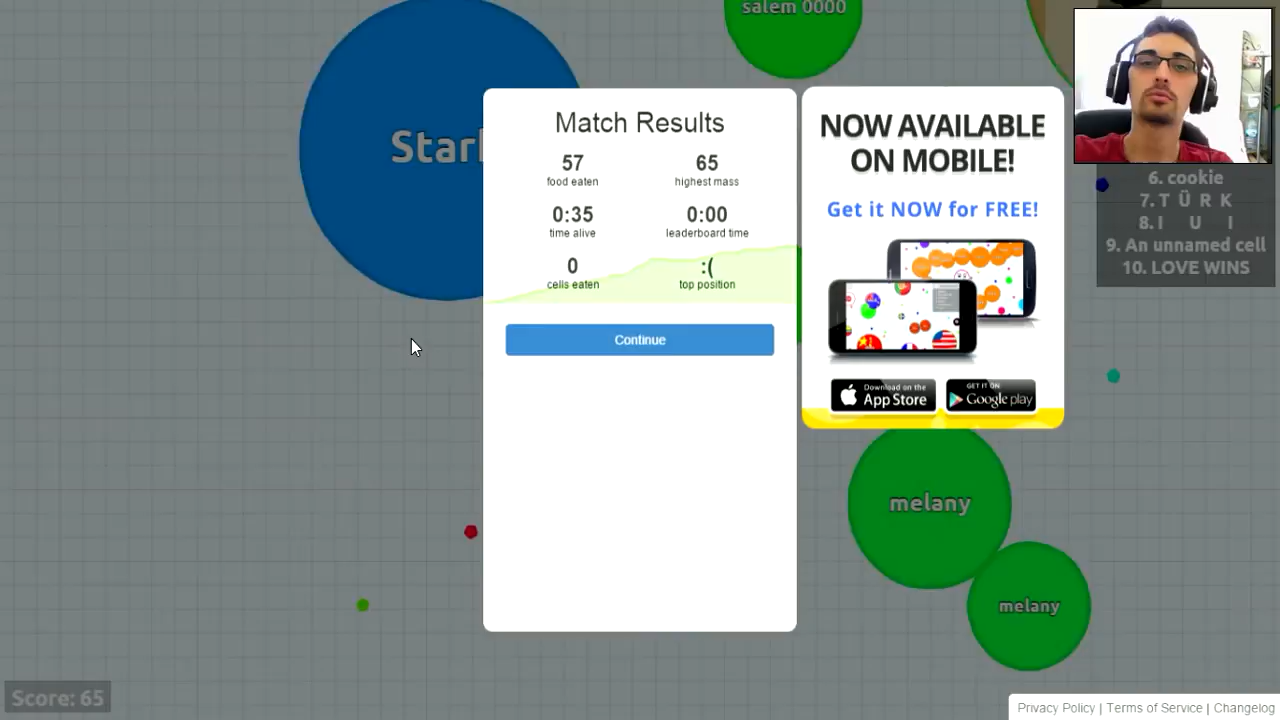 salem 0000
Match Results
57
food eaten
65
highest mass
0:35
time alive
0:00
leaderboard time
0
cells eaten
:(
top position
Continue
NOW AVAILABLE
ON MOBILE!
Get it NOW for FREE!
Download on the
App Store
GET IT ON
Google play
6. cookie
7. T Ü R K
8. I U I
9. An unnamed cell
10. LOVE WINS
melany
melany
Score: 65
Privacy Policy | Terms of Service | Changelog